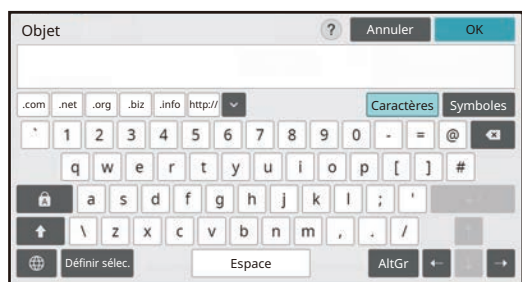 Objet ? Annuler OK
.com .net .org .biz .info http:// Caractères Symboles
` 1 2 3 4 5 6 7 8 9 0 - = @
q w e r t y u i o p [ ] #
a s d f g h j k l ; '
\ z x c v b n m , . /
Définir sélec. Espace AltGr ← ↓ →